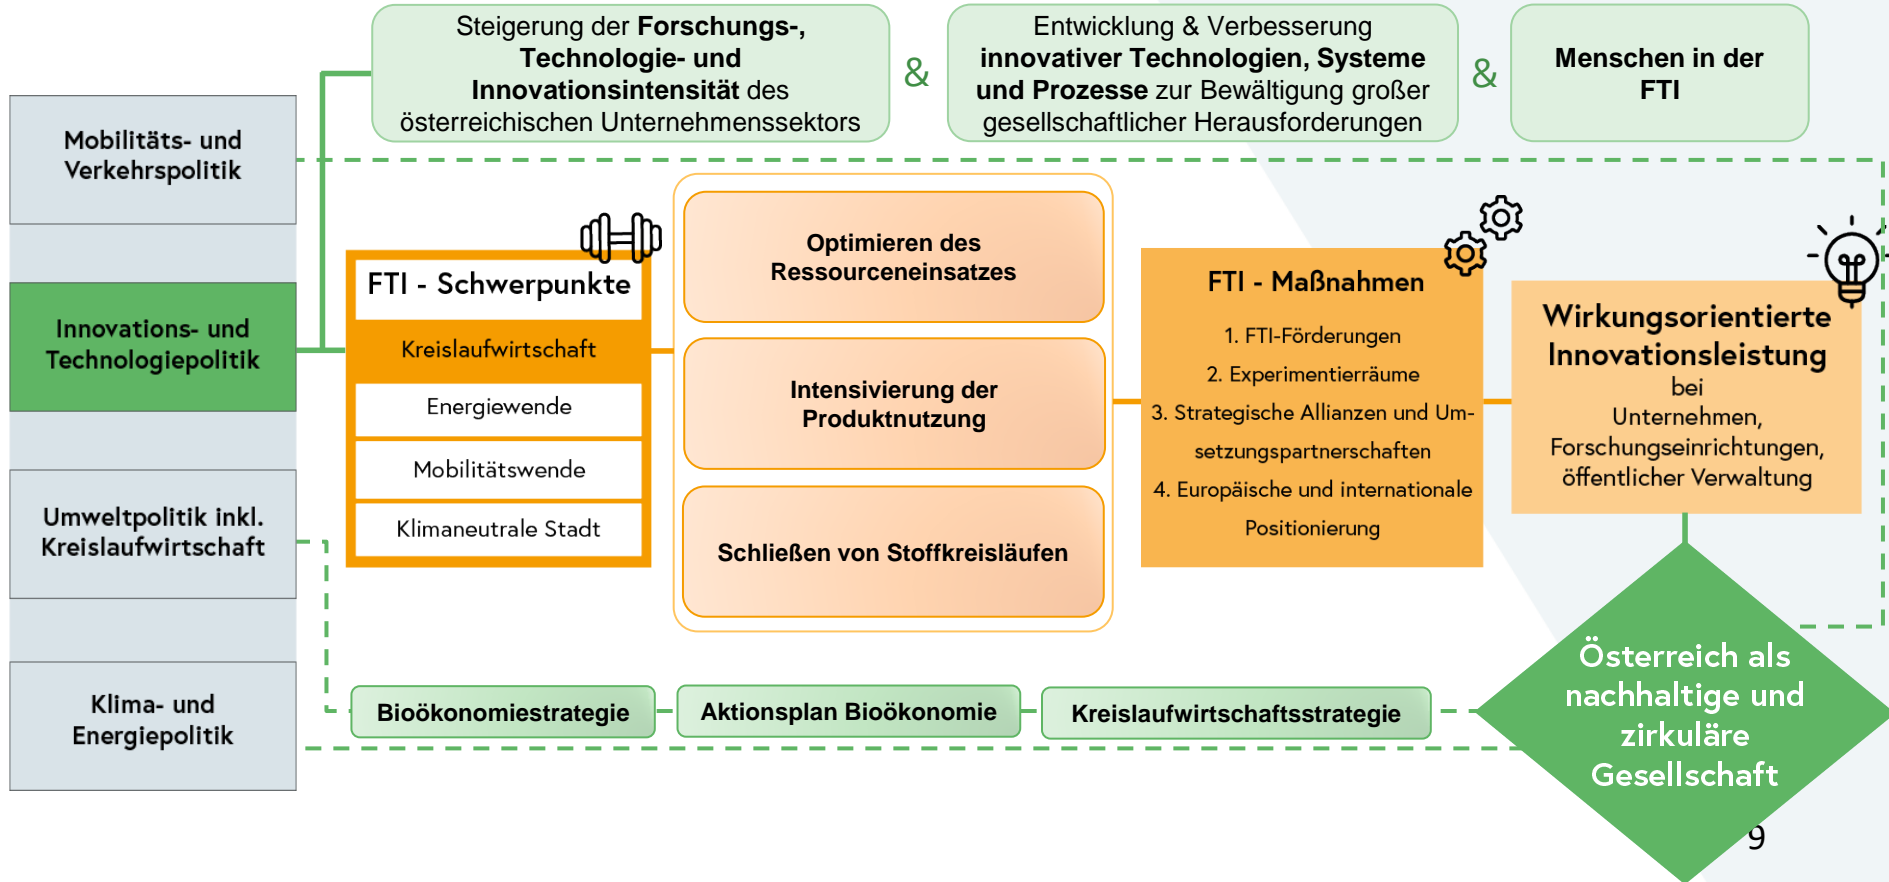 Steigerung der Forschungs-,
Technologie- und
Innovationsintensität des
österreichischen Unternehmenssektors
&
Entwicklung & Verbesserung
innovativer Technologien, Systeme
und Prozesse zur Bewältigung großer
gesellschaftlicher Herausforderungen
&
Menschen in der
FTI
Mobilitäts- und
Verkehrspolitik
Innovations- und
Technologiepolitik
Umweltpolitik inkl.
Kreislaufwirtschaft
Klima- und
Energiepolitik
FTI - Schwerpunkte
Kreislaufwirtschaft
Energiewende
Mobilitätswende
Klimaneutrale Stadt
Optimieren des
Ressourceneinsatzes
Intensivierung der
Produktnutzung
Schließen von Stoffkreisläufen
FTI - Maßnahmen
1. FTI-Förderungen
2. Experimentierräume
3. Strategische Allianzen und Um-
setzungspartnerschaften
4. Europäische und internationale
Positionierung
Wirkungsorientierte
Innovationsleistung
bei
Unternehmen,
Forschungseinrichtungen,
öffentlicher Verwaltung
Bioökonomiestrategie
Aktionsplan Bioökonomie
Kreislaufwirtschaftsstrategie
Österreich als
nachhaltige und
zirkuläre
Gesellschaft
9